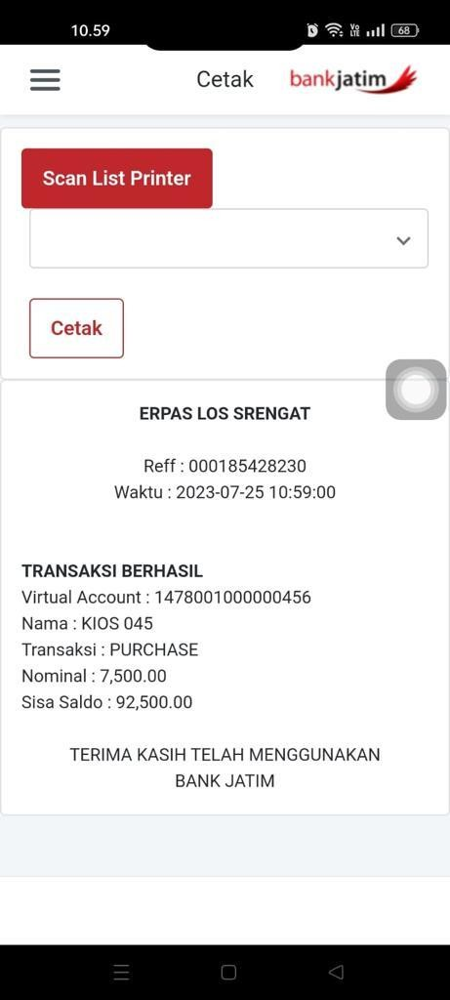 10.59
Vo LTE 68
Cetak
bankjatim
Scan List Printer
Cetak
ERPAS LOS SRENGAT
Reff : 000185428230
Waktu : 2023-07-25 10:59:00
TRANSAKSI BERHASIL
Virtual Account : 1478001000000456
Nama : KIOS 045
Transaksi : PURCHASE
Nominal : 7,500.00
Sisa Saldo : 92,500.00
TERIMA KASIH TELAH MENGGUNAKAN
BANK JATIM